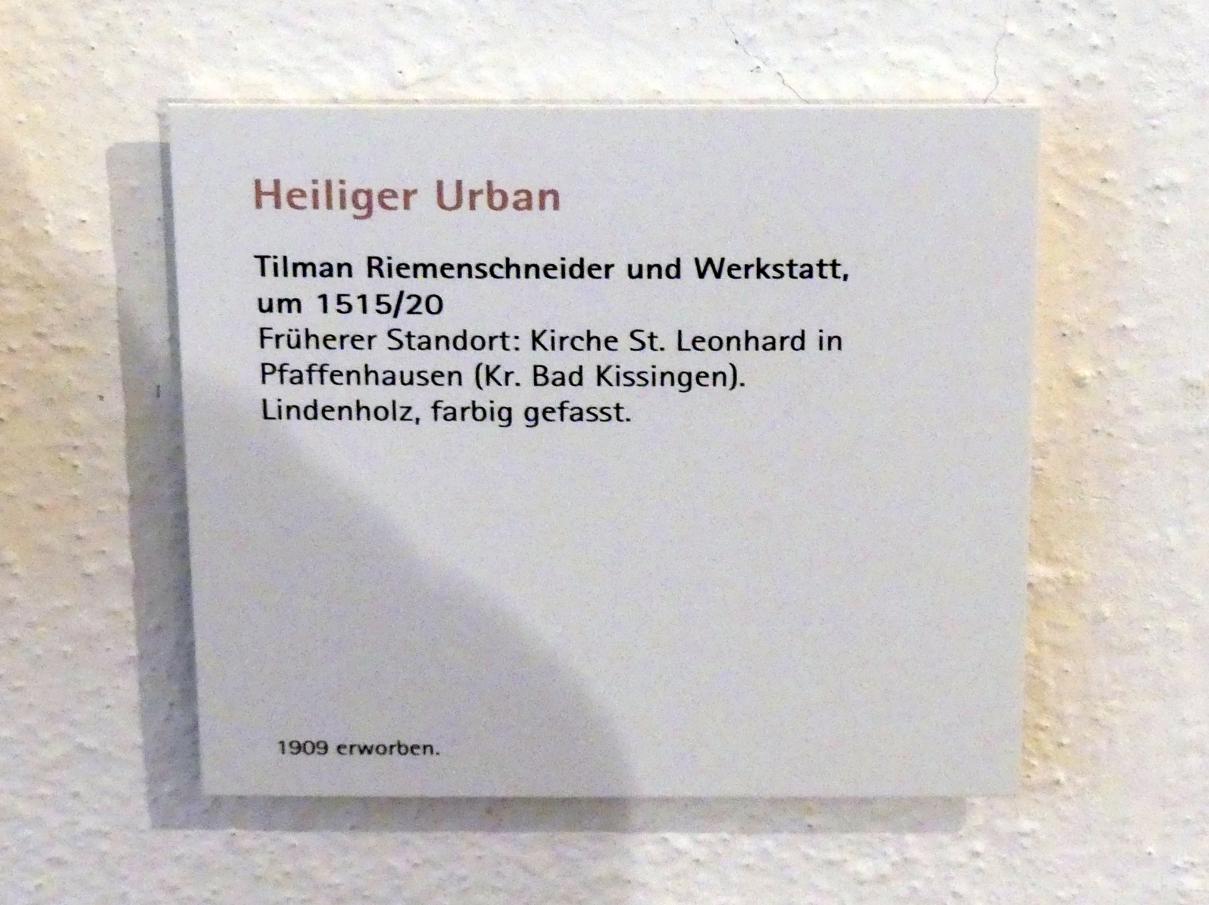 Heiliger Urban
Tilman Riemenschneider und Werkstatt,
um 1515/20
Früherer Standort: Kirche St. Leonhard in
Pfaffenhausen (Kr. Bad Kissingen).
Lindenholz, farbig gefasst.
1909 erworben.